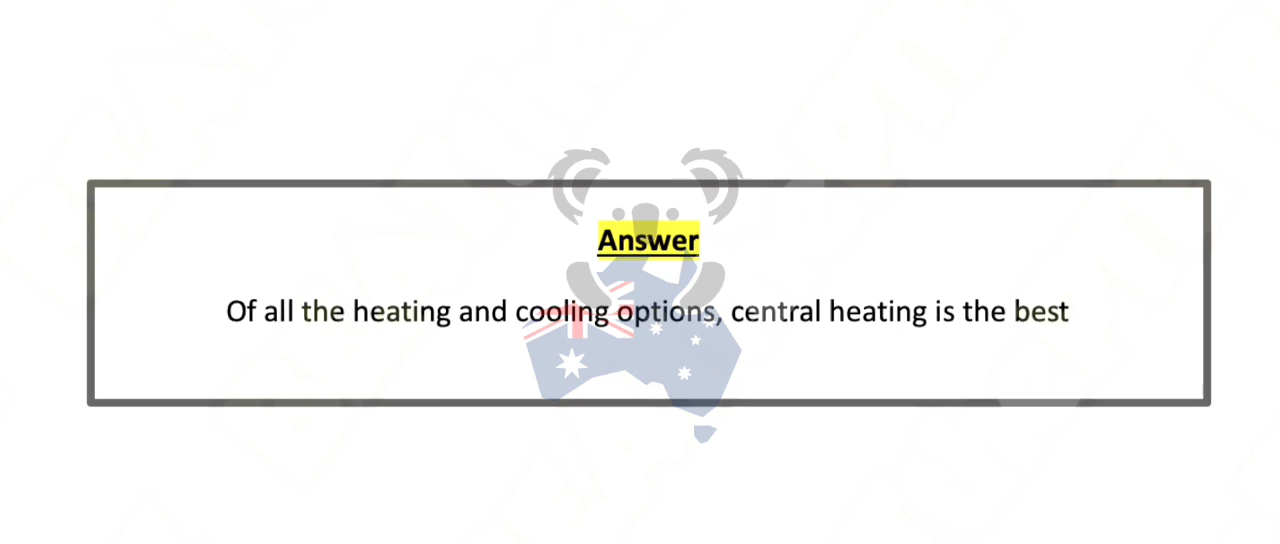 Answer
Of all the heating and cooling options, central heating is the best